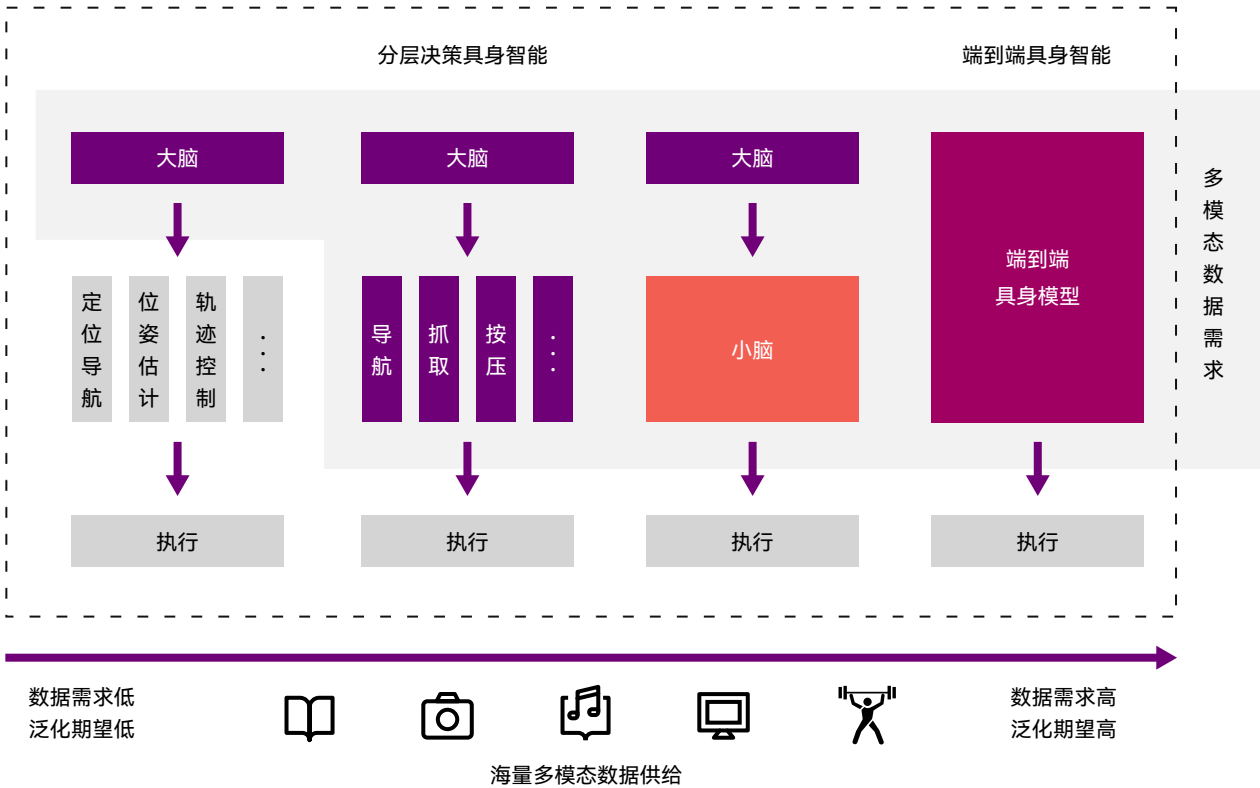 分层决策具身智能
端到端具身智能
大脑
大脑
大脑
端到端
具身模型
多模态数据需求
定位导航
位姿估计
轨迹控制
...
导航
抓取
按压
...
小脑
执行
执行
执行
执行
数据需求低
泛化期望低
数据需求高
泛化期望高
海量多模态数据供给